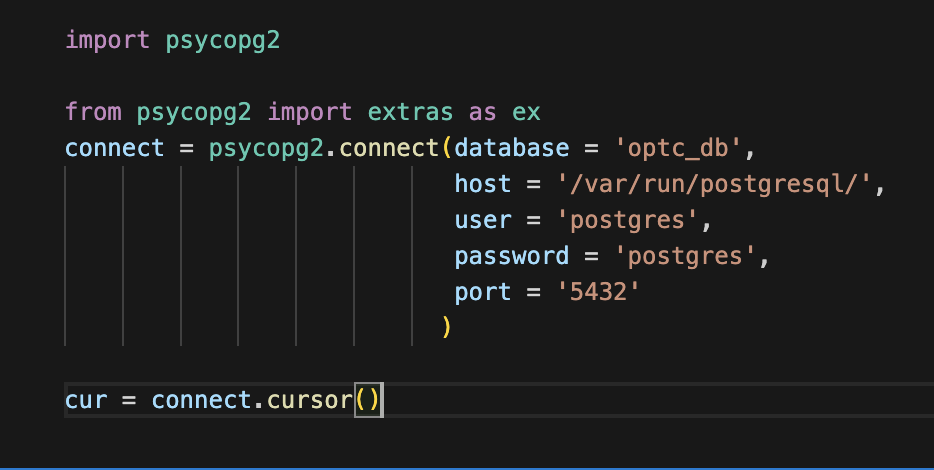 import psycopg2
from psycopg2 import extras as ex
connect = psycopg2.connect(database = 'optc_db',
host = '/var/run/postgresql/',
user = 'postgres',
password = 'postgres',
port = '5432'
)
cur = connect.cursor()